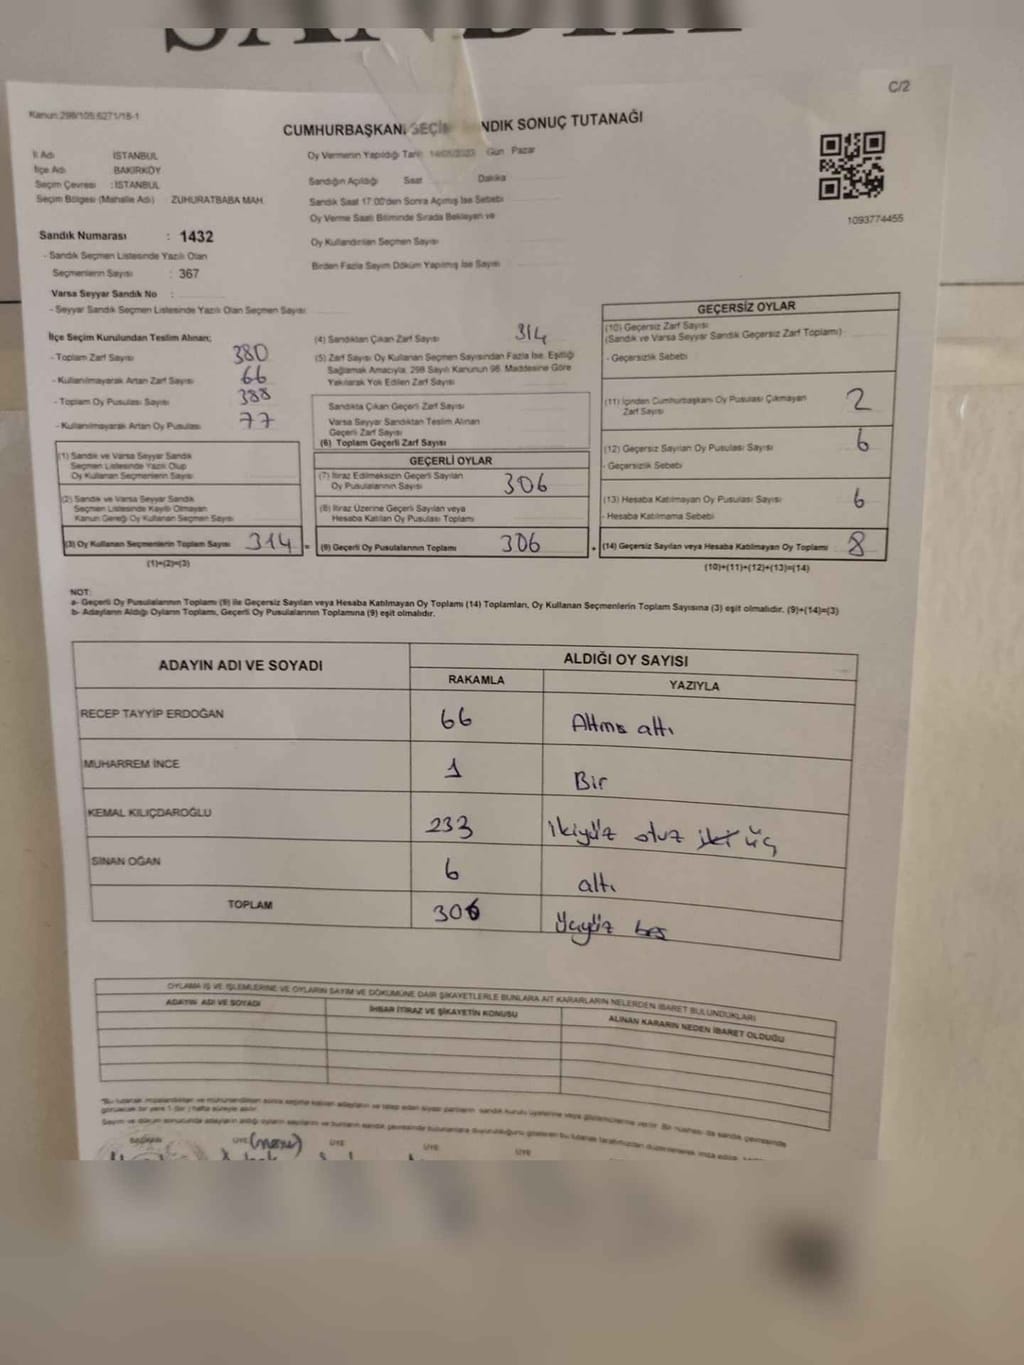 SANDIK
C/2
Kanun:298/105,6271/18-1
CUMHURBAŞKANI SEÇİMİ SANDIK SONUÇ TUTANAĞI
İl Adı İSTANBUL
İlçe Adı BAKIRKÖY
Seçim Çevresi : İSTANBUL
Seçim Bölgesi (Mahalle Adı) ZUHURATBABA MAH.
Oy Vermenin Yapıldığı Tarih 14/05/2023 Gün Pazar
Sandığın Açıldığı Saat Dakika
Sandık Saat 17:00'den Sonra Açılmış İse Sebebi
Oy Verme Saati Bitiminde Sırada Bekleyen ve
Oy Kullandırılan Seçmen Sayısı
Birden Fazla Sayım Döküm Yapılmış İse Sayısı
1093774455
Sandık Numarası : 1432
- Sandık Seçmen Listesinde Yazılı Olan
Seçmenlerin Sayısı : 367
Varsa Seyyar Sandık No :
- Seyyar Sandık Seçmen Listesinde Yazılı Olan Seçmen Sayısı
İlçe Seçim Kurulundan Teslim Alınan;
- Toplam Zarf Sayısı 380
- Kullanılmayarak Artan Zarf Sayısı 66
- Toplam Oy Pusulası Sayısı 388
- Kullanılmayarak Artan Oy Pusulası 77
(4) Sandıktan Çıkan Zarf Sayısı 314
(5) Zarf Sayısı Oy Kullanan Seçmen Sayısından Fazla İse, Eşitliği
Sağlamak Amacıyla, 298 Sayılı Kanunun 98. Maddesine Göre
Yakılarak Yok Edilen Zarf Sayısı
Sandıkta Çıkan Geçerli Zarf Sayısı
Varsa Seyyar Sandıktan Teslim Alınan
Geçerli Zarf Sayısı
(6) Toplam Geçerli Zarf Sayısı
GEÇERSİZ OYLAR
(10) Geçersiz Zarf Sayısı
(Sandık ve Varsa Seyyar Sandık Geçersiz Zarf Toplamı)
- Geçersizlik Sebebi
(11) İçinden Cumhurbaşkanı Oy Pusulası Çıkmayan
Zarf Sayısı 2
(12) Geçersiz Sayılan Oy Pusulası Sayısı 6
- Geçersizlik Sebebi
(13) Hesaba Katılmayan Oy Pusulası Sayısı 6
- Hesaba Katılmama Sebebi
(14) Geçersiz Sayılan veya Hesaba Katılmayan Oy Toplamı 8
(10)+(11)+(12)+(13)=(14)
(1) Sandık ve Varsa Seyyar Sandık
Seçmen Listesinde Yazılı Olup
Oy Kullanan Seçmenlerin Sayısı
(2) Sandık ve Varsa Seyyar Sandık
Seçmen Listesinde Kayıtlı Olmayan
Kanun Gereği Oy Kullanan Seçmen Sayısı
(3) Oy Kullanan Seçmenlerin Toplam Sayısı 314 =
(1)+(2)=(3)
GEÇERLİ OYLAR
(7) İtiraz Edilmeksizin Geçerli Sayılan
Oy Pusulalarının Sayısı 306
(8) İtiraz Üzerine Geçerli Sayılan veya
Hesaba Katılan Oy Pusulası Toplamı
(9) Geçerli Oy Pusulalarının Toplamı 306 +
NOT:
a- Geçerli Oy Pusulalarının Toplamı (9) ile Geçersiz Sayılan veya Hesaba Katılmayan Oy Toplamı (14) Toplamları, Oy Kullanan Seçmenlerin Toplam Sayısına (3) eşit olmalıdır. (9)+(14)=(3)
b- Adayların Aldığı Oyların Toplamı, Geçerli Oy Pusulalarının Toplamına (9) eşit olmalıdır.
ADAYIN ADI VE SOYADI ALDIĞI OY SAYISI
RAKAMLA YAZIYLA
RECEP TAYYİP ERDOĞAN 66 Altmış altı
MUHARREM İNCE 1 Bir
KEMAL KILIÇDAROĞLU 233 ikiyüz otuz iki üç
SİNAN OĞAN 6 altı
TOPLAM 306 Üçyüz beş
OYLAMA İŞ VE İŞLEMLERİNE VE OYLARIN SAYIM VE DÖKÜMÜNE DAİR ŞİKAYETLERLE BUNLARA AİT KARARLARIN NELERDEN İBARET BULUNDUKLARI
ADAYIN ADI VE SOYADI İHBAR İTİRAZ VE ŞİKAYETİN KONUSU ALINAN KARARIN NEDEN İBARET OLDUĞU
BAŞKAN ÜYE ÜYE ÜYE ÜYE